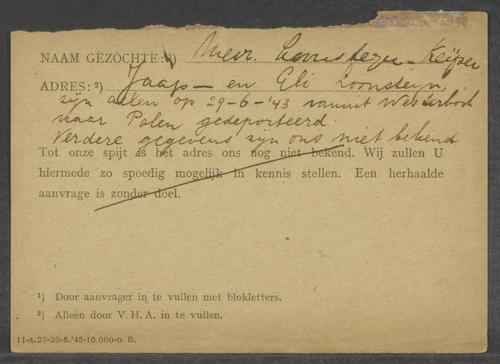 NAAM GEZOCHTE: ¹) Mevr. Loonsteyn - Keijzer
ADRES: ²) Jaap - en Eli Loonsteyn.
zijn allen op 29-6-'43 vanuit Westerbork
naar Polen gedeporteerd.
Verdere gegevens zijn ons niet bekend
Tot onze spijt is het adres ons nog niet bekend. Wij zullen U
hiermede zo spoedig mogelijk in kennis stellen. Een herhaalde
aanvrage is zonder doel.
¹) Door aanvrager in te vullen met blokletters.
²) Alleen door V. H. A. in te vullen.
11-A-27-20-6-'45-10.000-D. B.